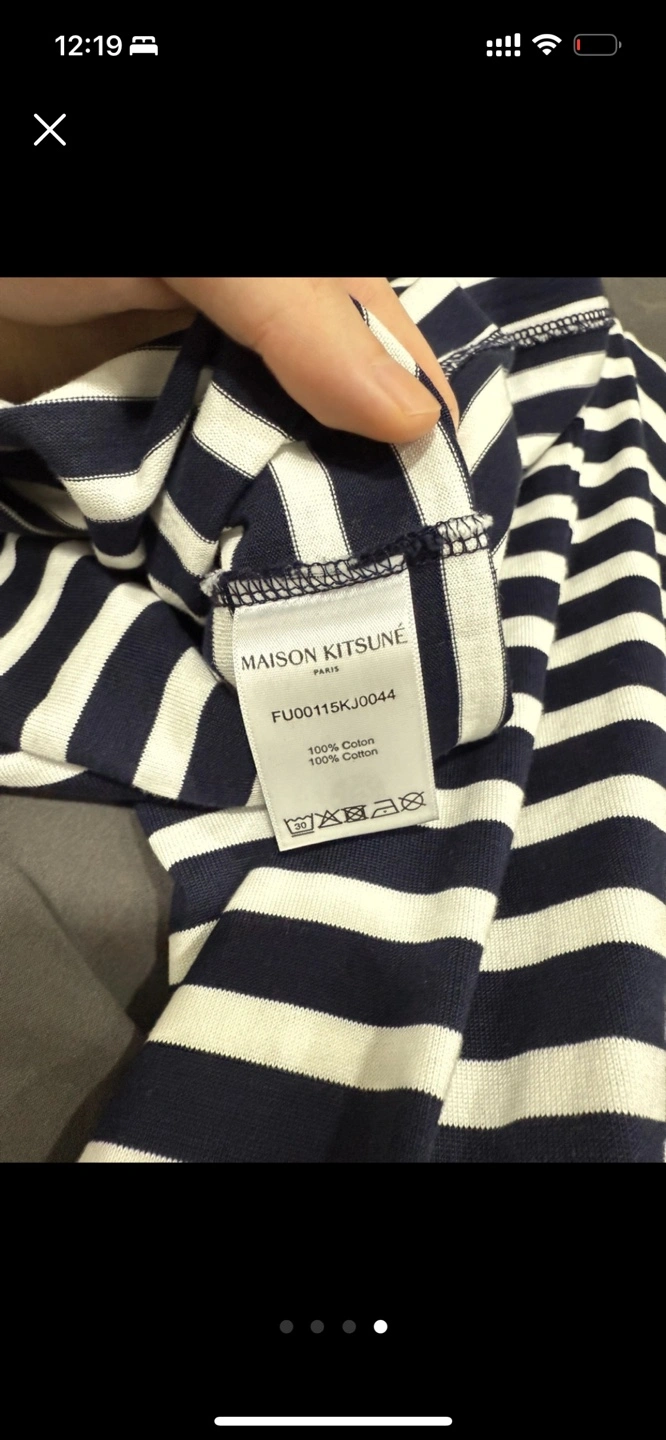 12:19
MAISON KITSUNÉ
PARIS
FU00115KJ0044
100% Coton
100% Cotton
30